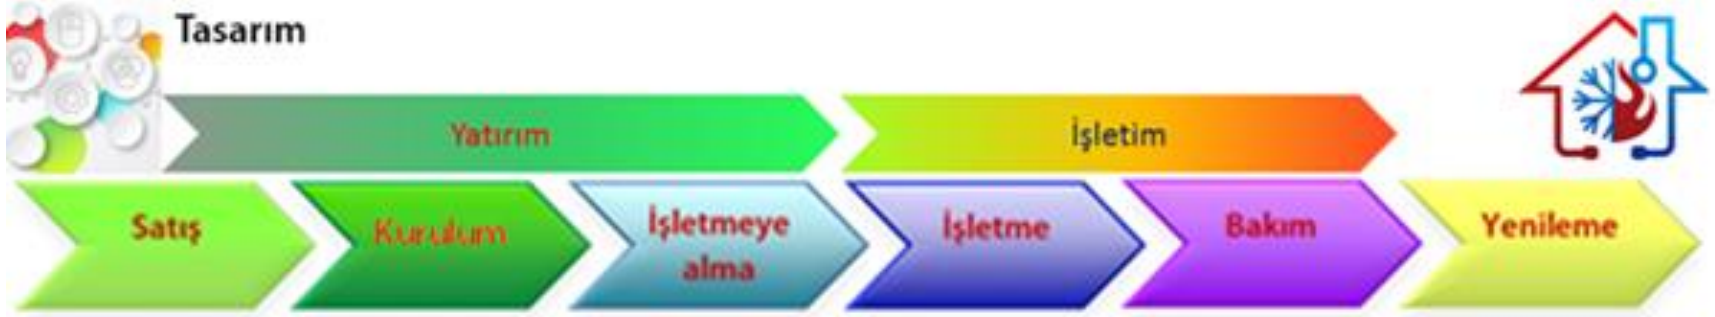 Tasarım
Yatırım
İşletim
Satış
Kurulum
İşletmeye
alma
İşletme
Bakım
Yenileme